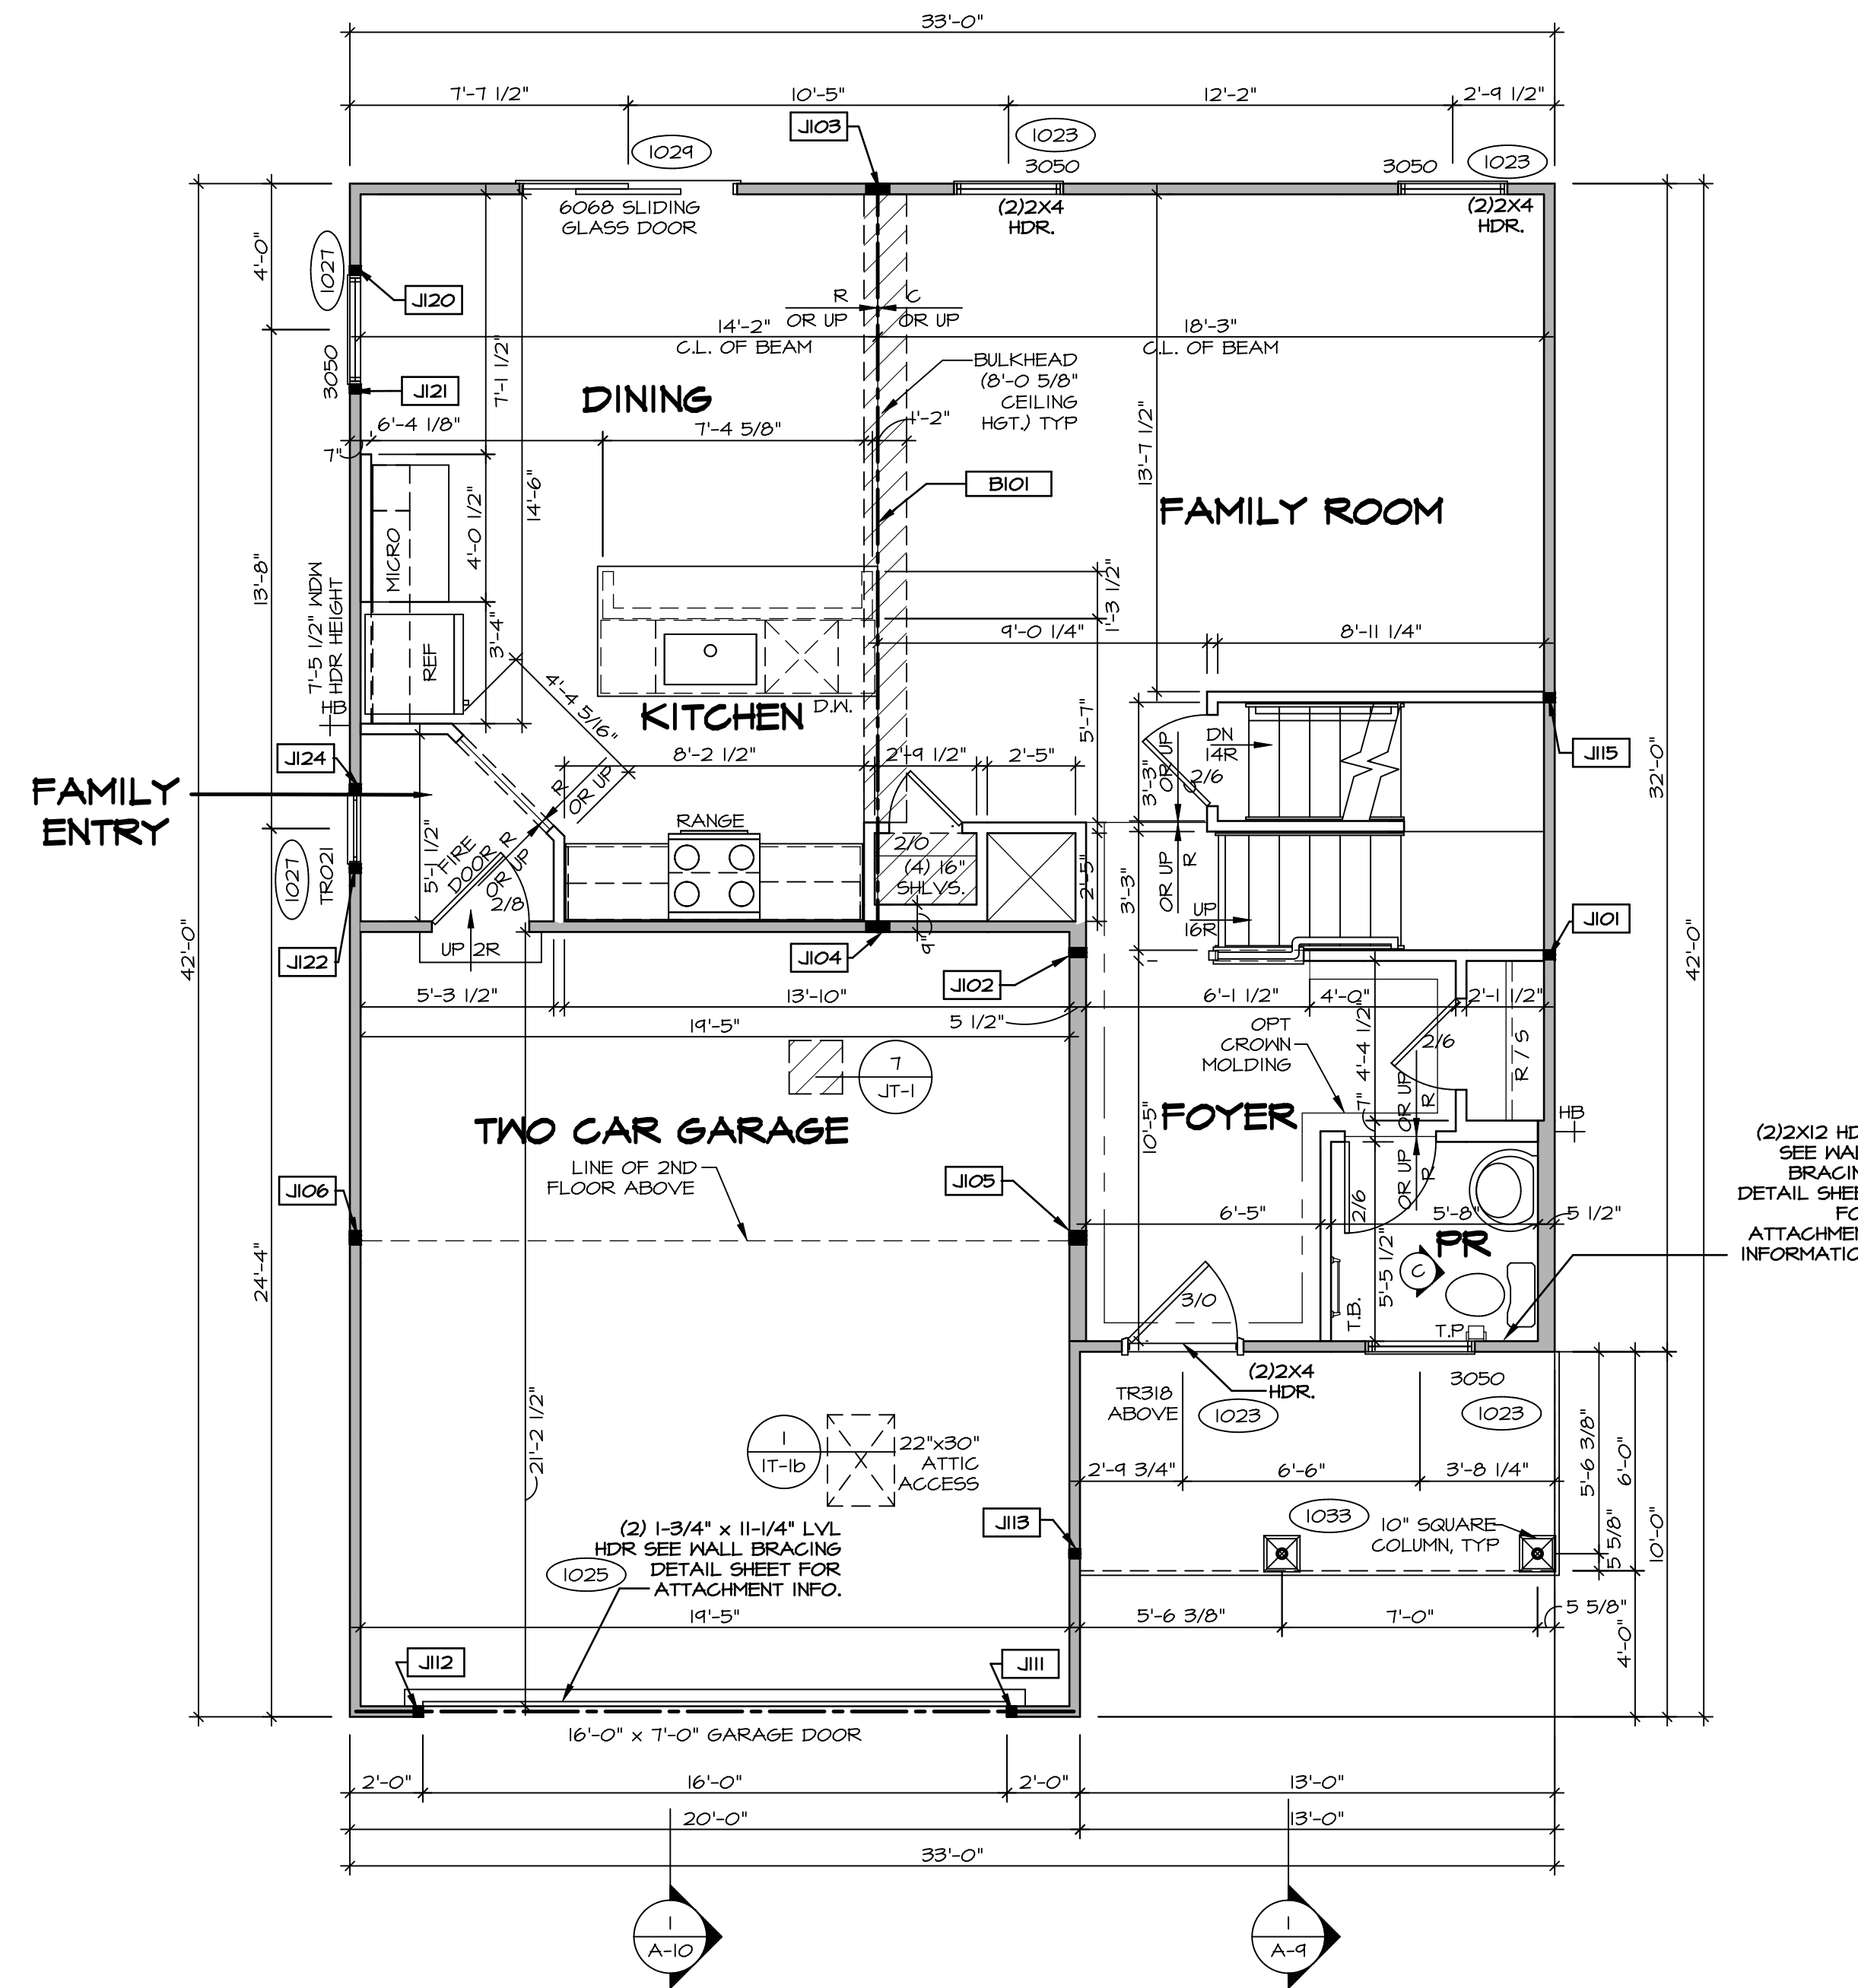 33'-0"
7'-7 1/2"
10'-5"
12'-2"
2'-9 1/2"
J103
1029
1023
3050
3050
1023
6068 SLIDING
GLASS DOOR
(2)2X4
HDR.
(2)2X4
HDR.
4'-0"
1027
J120
R
OR UP
C
OR UP
14'-2"
C.L. OF BEAM
18'-3"
C.L. OF BEAM
3050
J121
7'-1 1/2"
DINING
BULKHEAD
(8'-0 5/8"
CEILING
HGT.) TYP
6'-4 1/8"
7'-4 5/8"
1'-2"
7"
13'-7 1/2"
14'-6"
B101
FAMILY ROOM
MICRO
4'-0 1/2"
13'-8"
7'-5 1/2" WDW
HDR HEIGHT
1'-3 1/2"
9'-0 1/4"
8'-11 1/4"
REF
3'-4"
HB
4'-4 5/16"
KITCHEN
D.W.
5'-7"
J124
8'-2 1/2"
2'-9 1/2"
2'-5"
DN
14R
2/6
OR UP
3'-3"
J115
32'-0"
FAMILY
ENTRY
R
OR UP
RANGE
5'-11 1/2"
FIRE
DOOR
R
OR UP
2/8
2/0
(4) 16"
SHLVS.
2'-5"
9"
1027
TR021
3'-3"
OR UP
R
UP
16R
J101
UP 2R
J122
J104
J102
42'-0"
42'-0"
5'-3 1/2"
13'-10"
5 1/2"
6'-1 1/2"
4'-0"
2'-1 1/2"
19'-5"
7
JT-1
OPT
CROWN
MOLDING
4'-4 1/2"
2/6
R / S
TWO CAR GARAGE
FOYER
7"
OR UP
R
HB
10'-5"
LINE OF 2ND
FLOOR ABOVE
J106
J105
OR UP
R
2/6
6'-5"
5'-8"
5 1/2"
PR
C
5'-5 1/2"
T.B.
T.P
(2)2X12 HD
SEE WAL
BRACIN
DETAIL SHEE
FO
ATTACHMEN
INFORMATIO
24'-4"
3/0
(2)2X4
HDR.
TR318
ABOVE
1023
3050
1023
21'-2 1/2"
1
1T-1b
22"x30"
ATTIC
ACCESS
2'-9 3/4"
6'-6"
3'-8 1/4"
5'-6 3/8"
6'-0"
J113
1033
10" SQUARE
COLUMN, TYP
5 5/8"
10'-0"
(2) 1-3/4" x 11-1/4" LVL
HDR SEE WALL BRACING
DETAIL SHEET FOR
ATTACHMENT INFO.
1025
19'-5"
5'-6 3/8"
7'-0"
5 5/8"
4'-0"
J112
J111
16'-0" x 7'-0" GARAGE DOOR
2'-0"
16'-0"
2'-0"
13'-0"
20'-0"
13'-0"
33'-0"
1
A-10
1
A-9